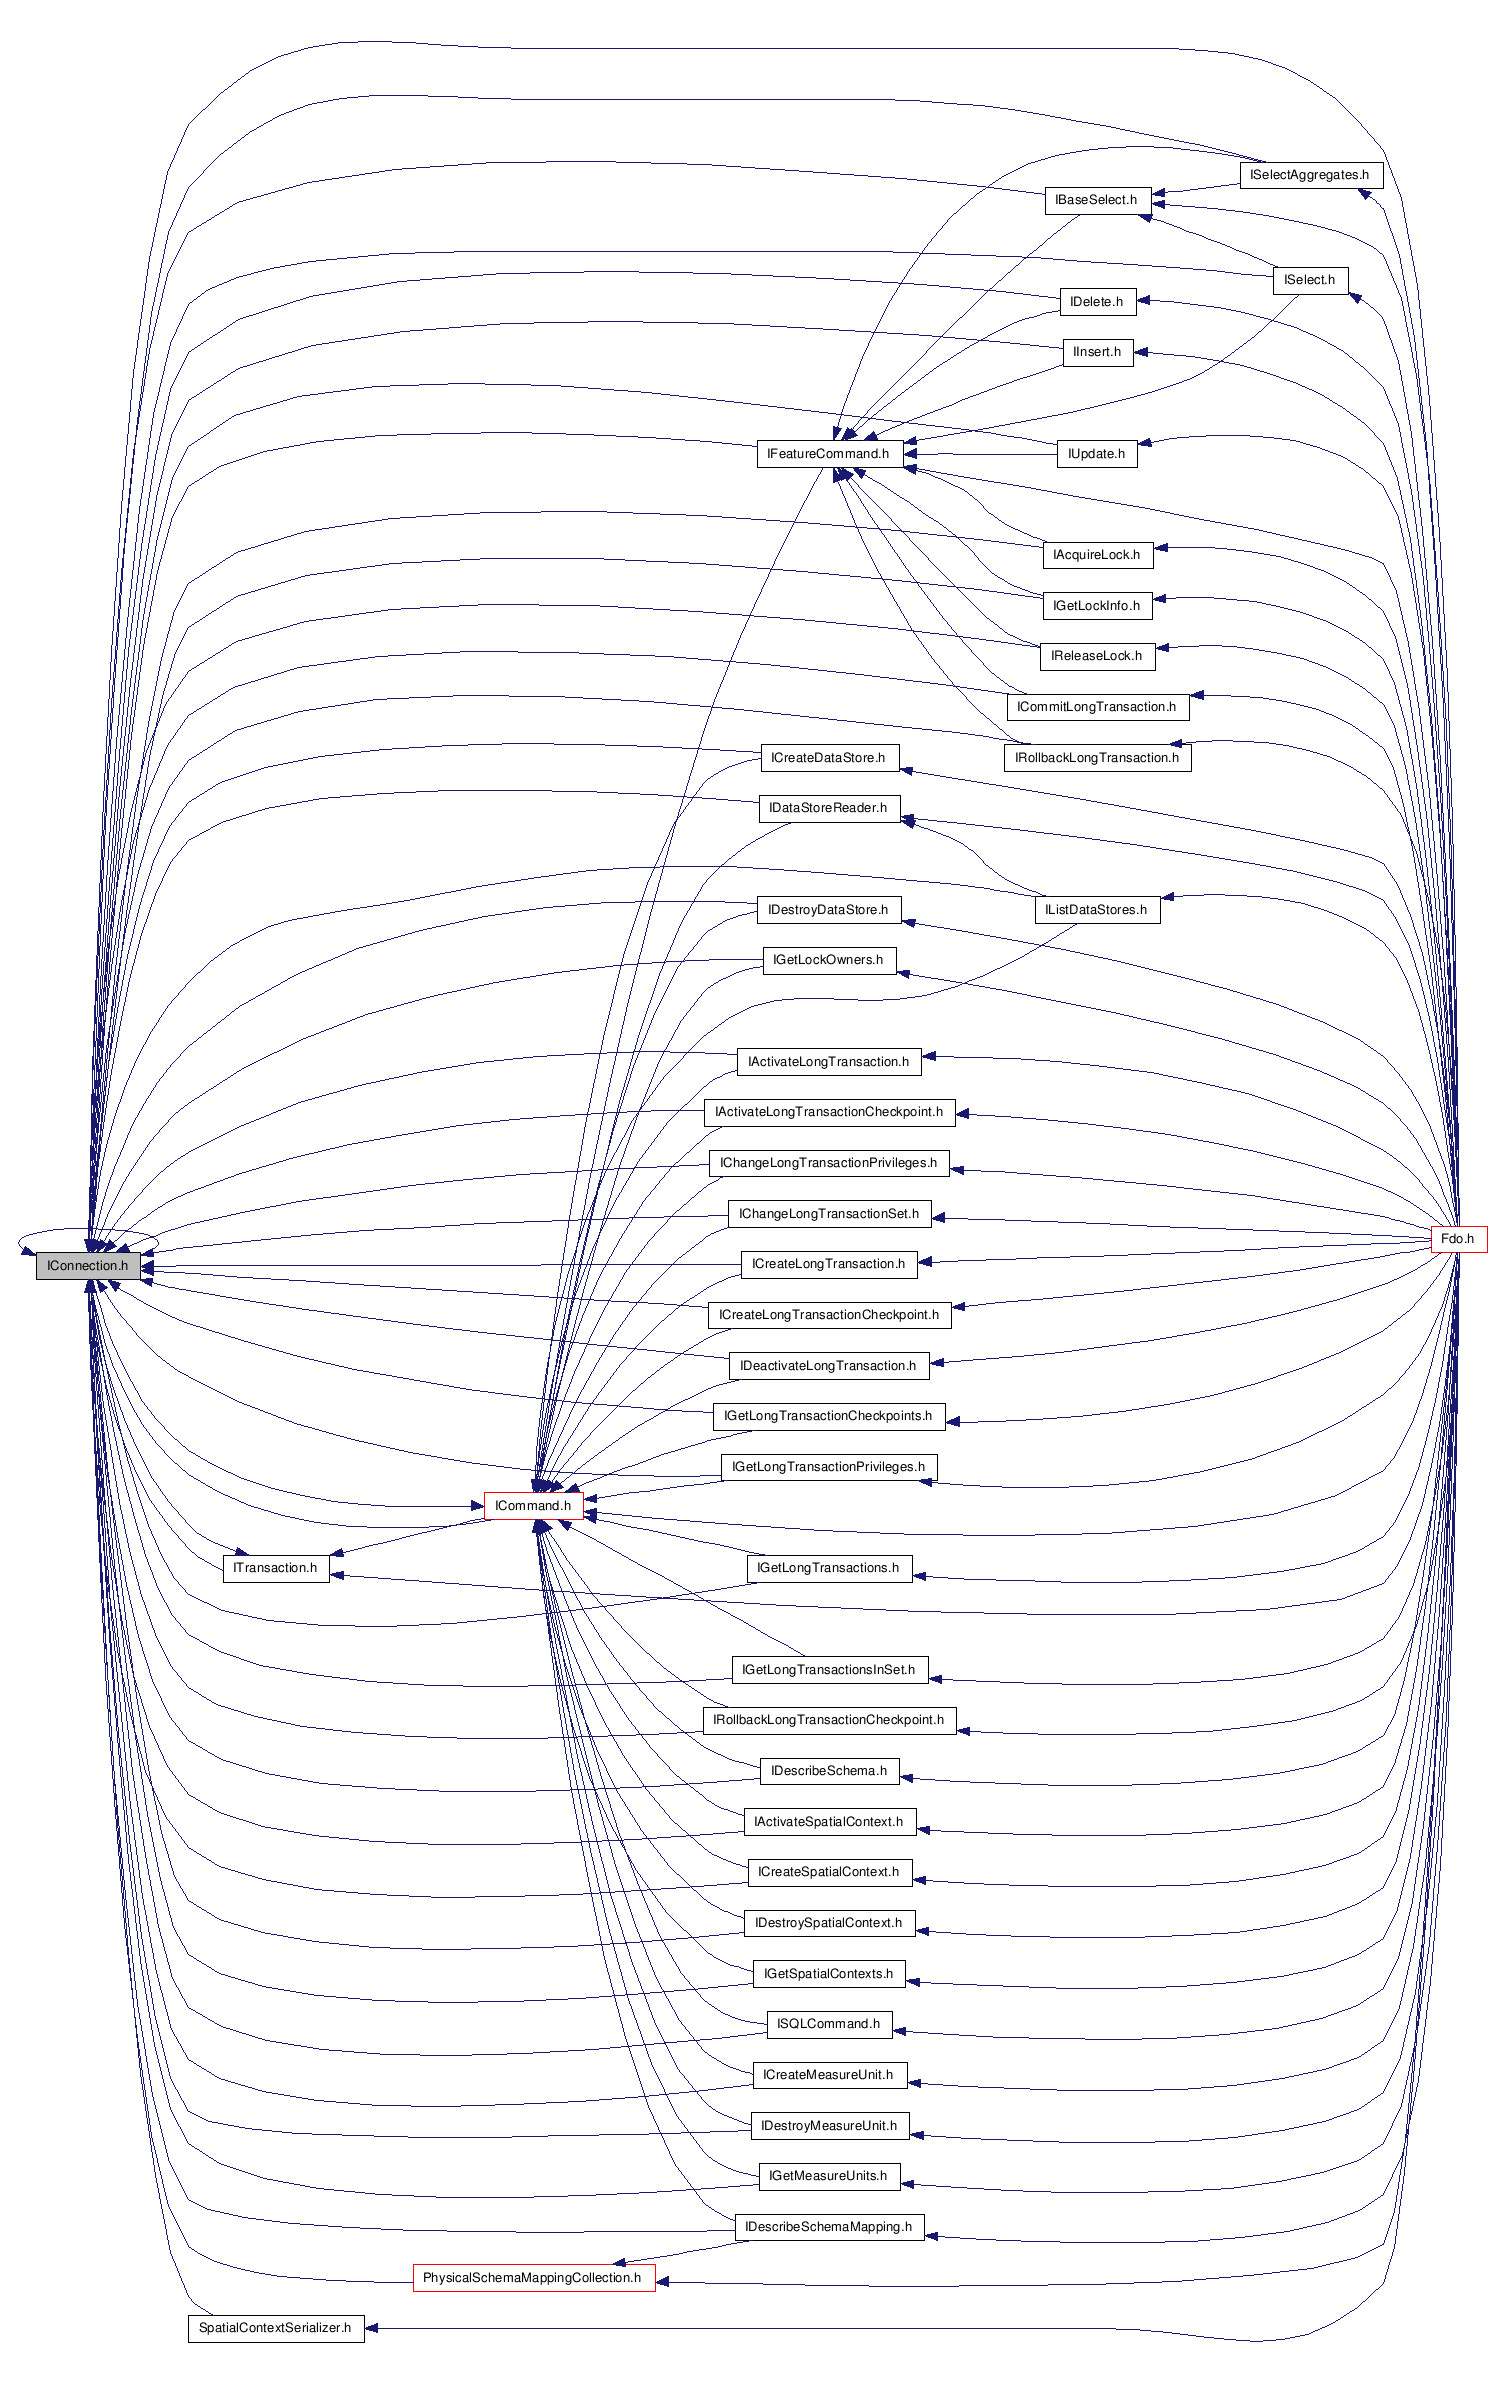 ISelectAggregates.h
IBaseSelect.h
ISelect.h
IDelete.h
IInsert.h
IFeatureCommand.h
IUpdate.h
IAcquireLock.h
IGetLockInfo.h
IReleaseLock.h
ICommitLongTransaction.h
ICreateDataStore.h
IRollbackLongTransaction.h
IDataStoreReader.h
IDestroyDataStore.h
IListDataStores.h
IGetLockOwners.h
IActivateLongTransaction.h
IActivateLongTransactionCheckpoint.h
IChangeLongTransactionPrivileges.h
IChangeLongTransactionSet.h
Fdo.h
IConnection.h
ICreateLongTransaction.h
ICreateLongTransactionCheckpoint.h
IDeactivateLongTransaction.h
IGetLongTransactionCheckpoints.h
IGetLongTransactionPrivileges.h
ICommand.h
ITransaction.h
IGetLongTransactions.h
IGetLongTransactionsInSet.h
IRollbackLongTransactionCheckpoint.h
IDescribeSchema.h
IActivateSpatialContext.h
ICreateSpatialContext.h
IDestroySpatialContext.h
IGetSpatialContexts.h
ISQLCommand.h
ICreateMeasureUnit.h
IDestroyMeasureUnit.h
IGetMeasureUnits.h
IDescribeSchemaMapping.h
PhysicalSchemaMappingCollection.h
SpatialContextSerializer.h